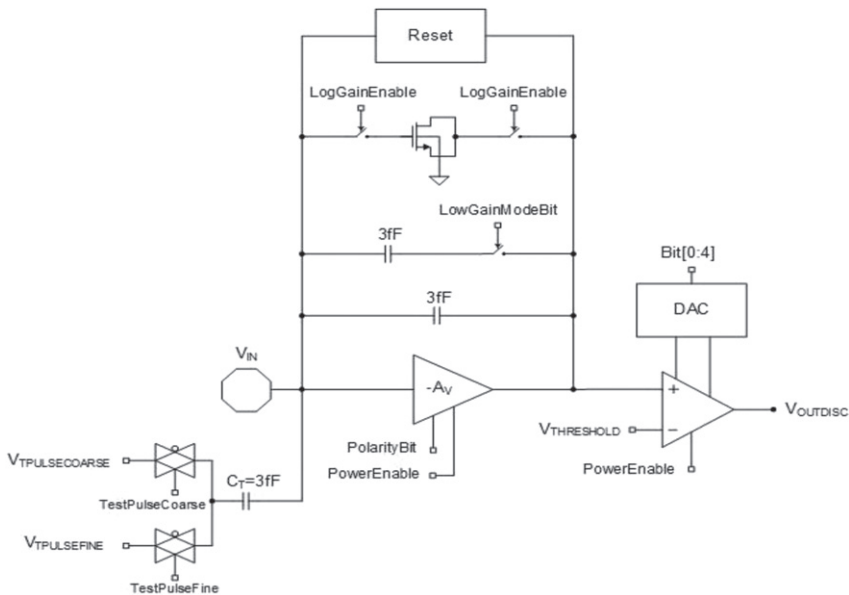 Reset
LogGainEnable
LogGainEnable
LowGainModeBit
3fF
Bit[0:4]
3fF
DAC
VIN
-AV
+
VOUTDISC
VTHRESHOLD
−
PolarityBit
PowerEnable
PowerEnable
VTPULSECOARSE
CT=3fF
TestPulseCoarse
VTPULSEFINE
TestPulseFine